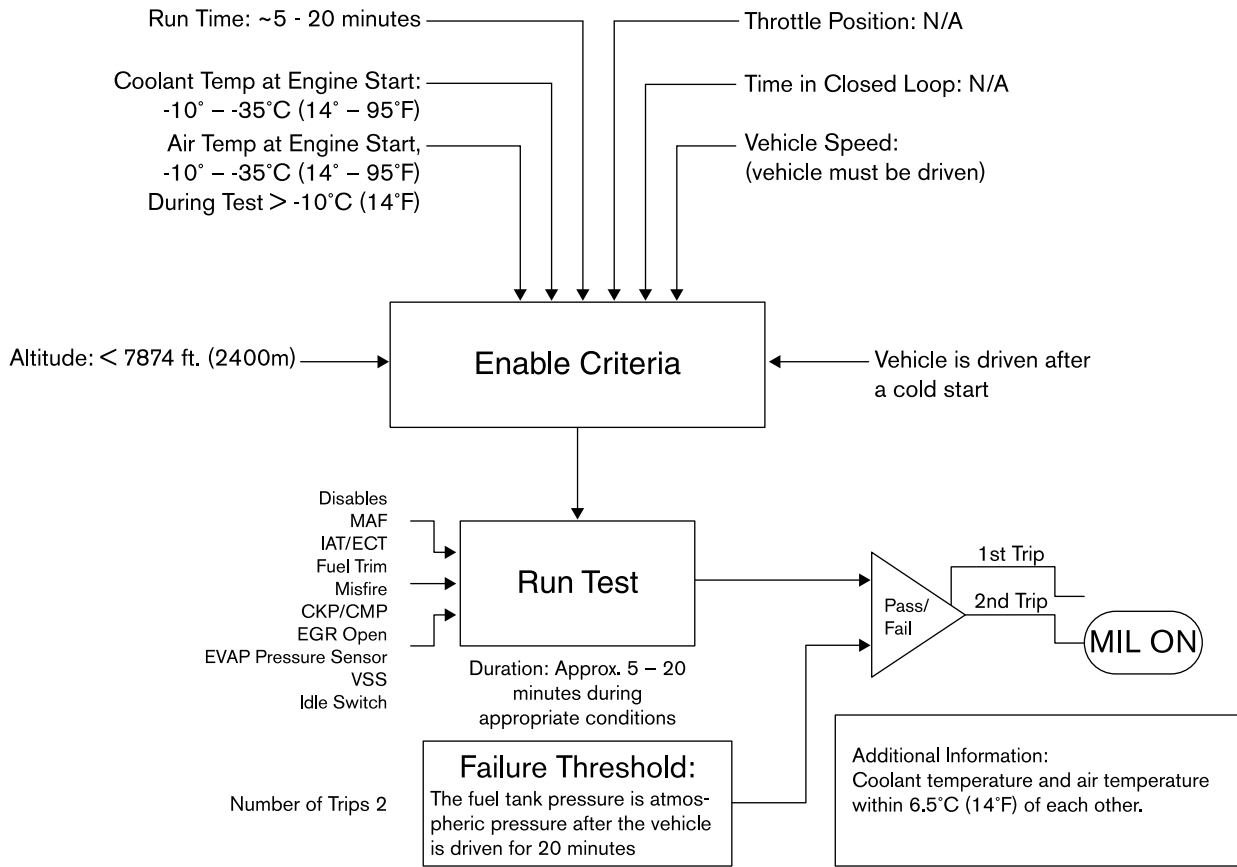 Run Time: ~5 - 20 minutes
Throttle Position: N/A
Coolant Temp at Engine Start:
-10° – -35°C (14° – 95°F)
Time in Closed Loop: N/A
Air Temp at Engine Start,
-10° – -35°C (14° – 95°F)
During Test > -10°C (14°F)
Vehicle Speed:
(vehicle must be driven)
Altitude: < 7874 ft. (2400m)
Enable Criteria
Vehicle is driven after
a cold start
Disables
MAF
IAT/ECT
Fuel Trim
Misfire
CKP/CMP
EGR Open
EVAP Pressure Sensor
VSS
Idle Switch
Run Test
Duration: Approx. 5 – 20
minutes during
appropriate conditions
Pass/
Fail
1st Trip
2nd Trip
MIL ON
Number of Trips 2
Failure Threshold:
The fuel tank pressure is atmos-
pheric pressure after the vehicle
is driven for 20 minutes
Additional Information:
Coolant temperature and air temperature
within 6.5°C (14°F) of each other.